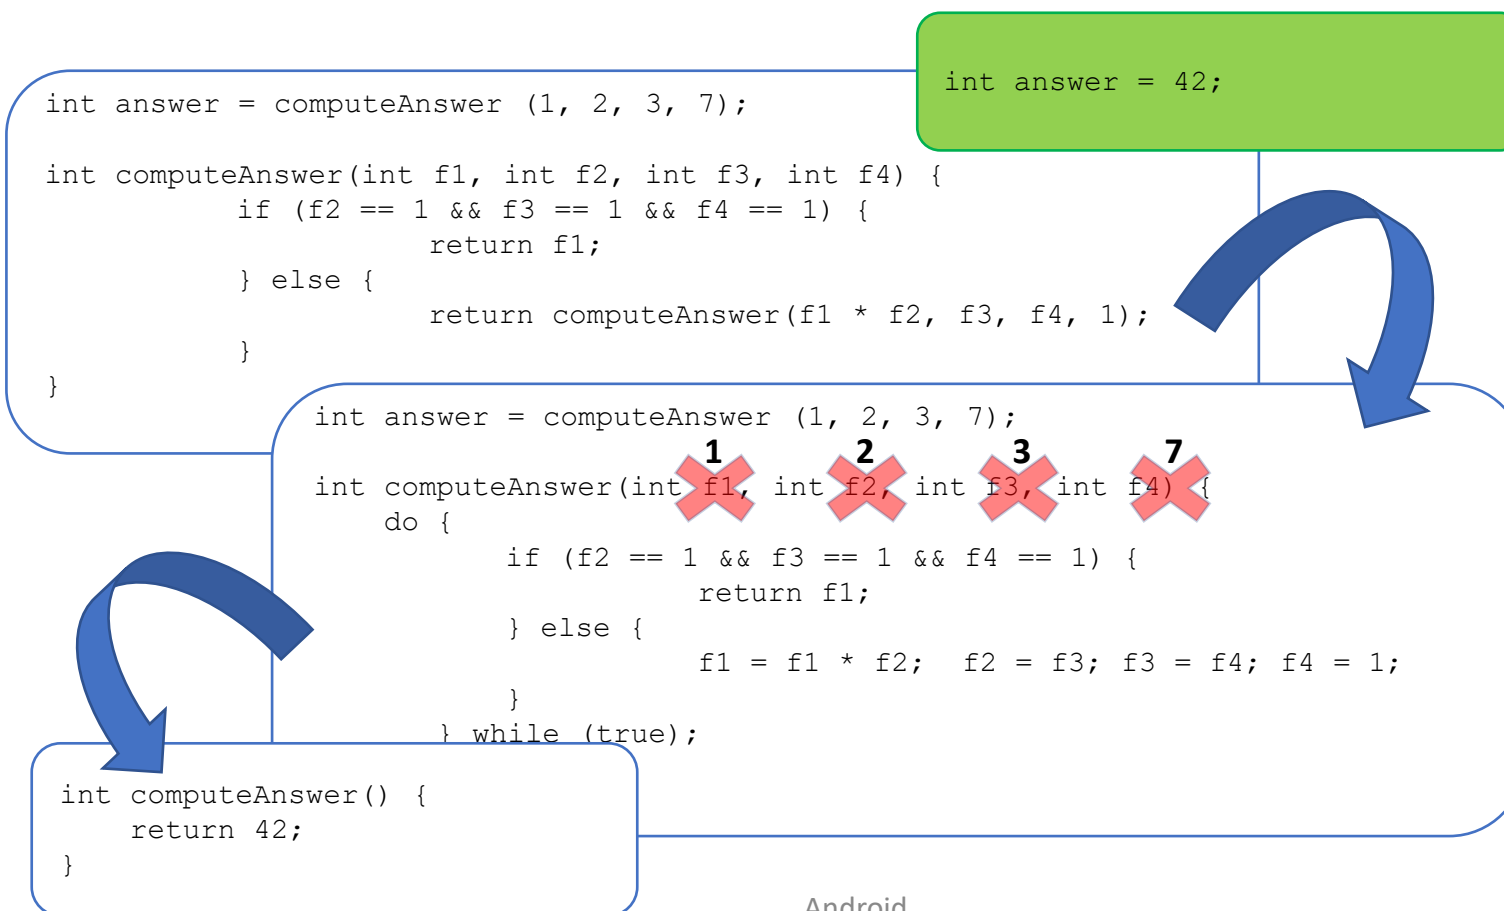 int answer = 42;
int answer = computeAnswer (1, 2, 3, 7);
int computeAnswer(int f1, int f2, int f3, int f4) {
if (f2 == 1 && f3 == 1 && f4 == 1) {
return f1;
} else {
return computeAnswer(f1 * f2, f3, f4, 1);
}
}
int answer = computeAnswer (1, 2, 3, 7);
1 2 3 7
int computeAnswer(int f1, int f2, int f3, int f4) {
do {
if (f2 == 1 && f3 == 1 && f4 == 1) {
return f1;
} else {
f1 = f1 * f2; f2 = f3; f3 = f4; f4 = 1;
}
} while (true);
int computeAnswer() {
return 42;
}
Android